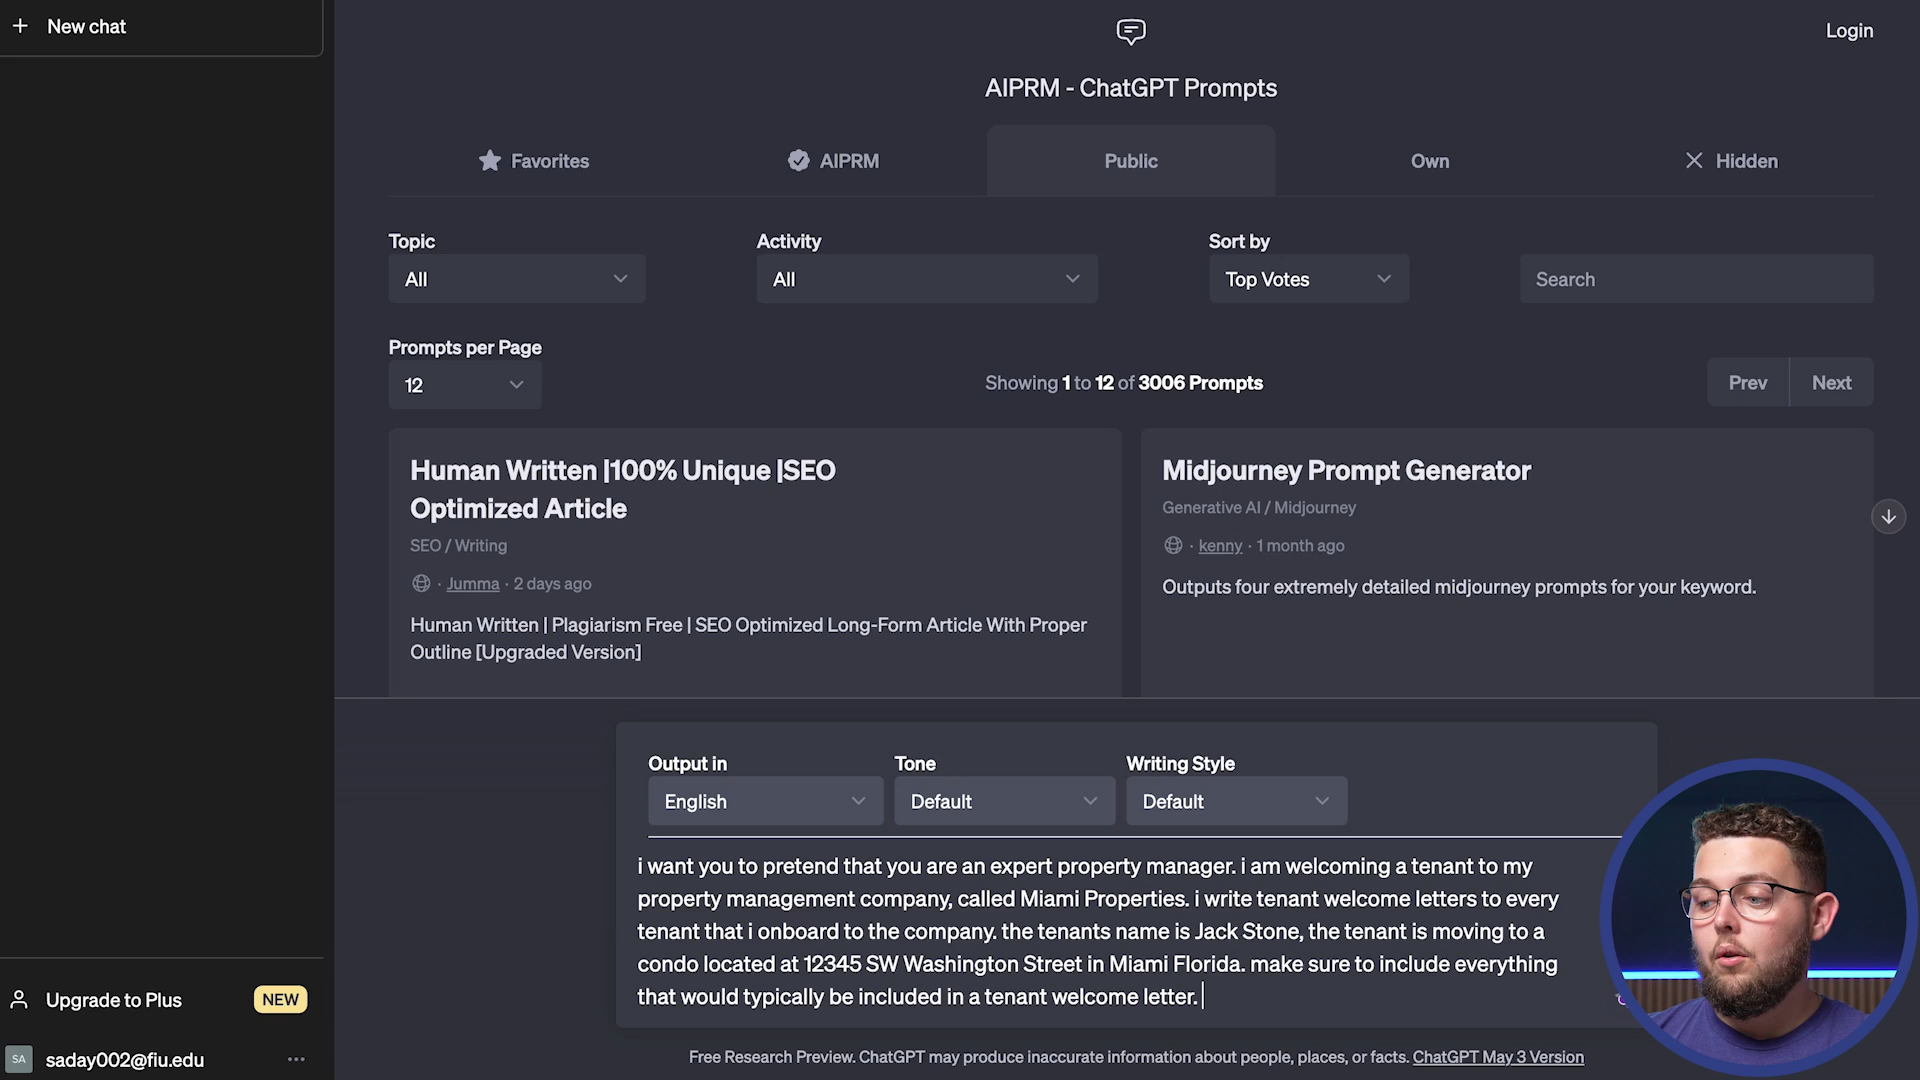 New chat
Login
AIPRM - ChatGPT Prompts
Favorites
AIPRM
Public
Own
Hidden
Topic
All
Activity
All
Sort by
Top Votes
Search
Prompts per Page
12
Showing 1 to 12 of 3006 Prompts
Prev
Next
Human Written |100% Unique |SEO
Optimized Article
SEO / Writing
· Jumma · 2 days ago
Human Written | Plagiarism Free | SEO Optimized Long-Form Article With Proper
Outline [Upgraded Version]
Midjourney Prompt Generator
Generative AI / Midjourney
· kenny · 1 month ago
Outputs four extremely detailed midjourney prompts for your keyword.
Output in
English
Tone
Default
Writing Style
Default
i want you to pretend that you are an expert property manager. i am welcoming a tenant to my
property management company, called Miami Properties. i write tenant welcome letters to every
tenant that i onboard to the company. the tenants name is Jack Stone, the tenant is moving to a
condo located at 12345 SW Washington Street in Miami Florida. make sure to include everything
that would typically be included in a tenant welcome letter.
Upgrade to Plus
NEW
SA
saday002@fiu.edu
Free Research Preview. ChatGPT may produce inaccurate information about people, places, or facts. ChatGPT May 3 Version